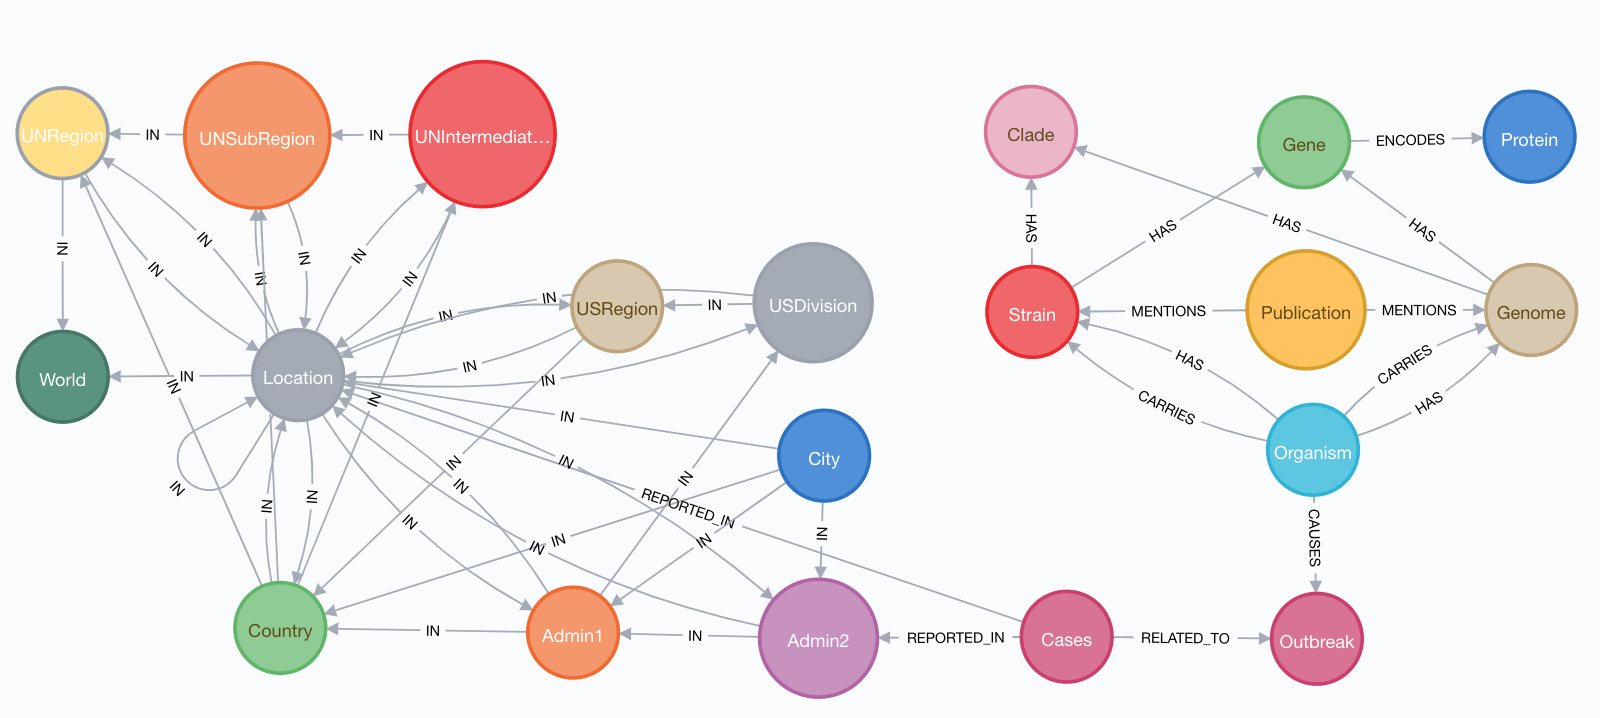 UNRegion
IN
UNSubRegion
IN
UNIntermediat...
Clade
Gene
ENCODES
Protein
IN
IN
IN
IN
IN
IN
IN
IN
HAS
HAS
HAS
HAS
USRegion
IN
USDivision
IN
IN
Strain
MENTIONS
Publication
MENTIONS
Genome
World
IN
Location
IN
IN
IN
IN
IN
HAS
CARRIES
CARRIES
HAS
City
Organism
IN
IN
IN
IN
IN
IN
IN
IN
REPORTED_IN
IN
IN
IN
IN
IN
CAUSES
Country
IN
Admin1
IN
Admin2
REPORTED_IN
Cases
RELATED_TO
Outbreak